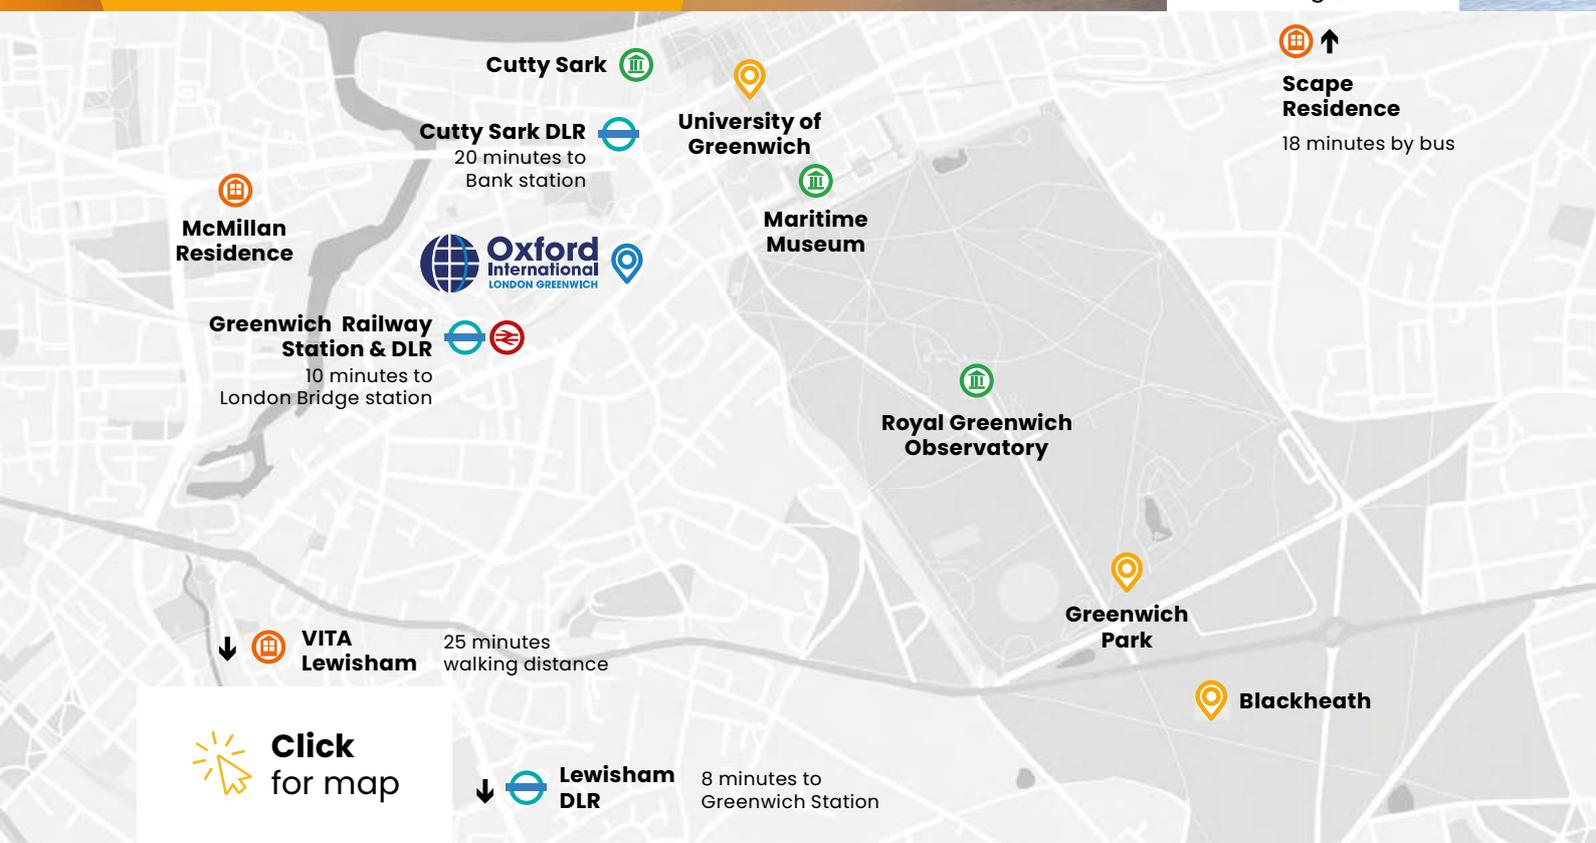 Cutty Sark
University of
Greenwich
Scape
Residence
18 minutes by bus
Cutty Sark DLR
20 minutes to
Bank station
McMillan
Residence
Maritime
Museum
Oxford
International
LONDON GREENWICH
Greenwich Railway
Station & DLR
10 minutes to
London Bridge station
Royal Greenwich
Observatory
Greenwich
Park
VITA
Lewisham
25 minutes
walking distance
Blackheath
Click
for map
Lewisham
DLR
8 minutes to
Greenwich Station